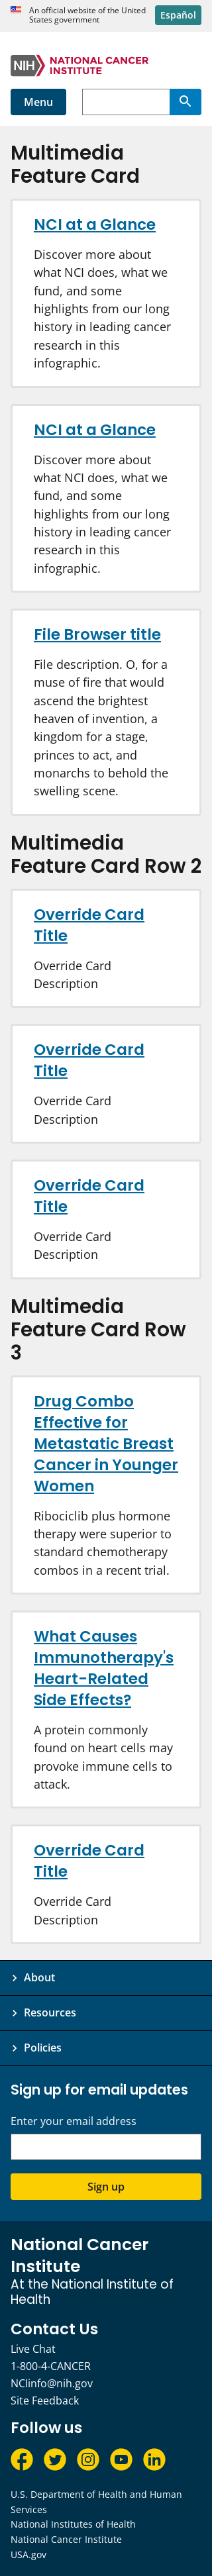 An official website of the United
States government
Español
NIH NATIONAL CANCER
INSTITUTE
Menu
Multimedia
Feature Card
NCI at a Glance
Discover more about
what NCI does, what we
fund, and some
highlights from our long
history in leading cancer
research in this
infographic.
NCI at a Glance
Discover more about
what NCI does, what we
fund, and some
highlights from our long
history in leading cancer
research in this
infographic.
File Browser title
File description. O, for a
muse of fire that would
ascend the brightest
heaven of invention, a
kingdom for a stage,
princes to act, and
monarchs to behold the
swelling scene.
Multimedia
Feature Card Row 2
Override Card
Title
Override Card
Description
Override Card
Title
Override Card
Description
Override Card
Title
Override Card
Description
Multimedia
Feature Card Row
3
Drug Combo
Effective for
Metastatic Breast
Cancer in Younger
Women
Ribociclib plus hormone
therapy were superior to
standard chemotherapy
combos in a recent trial.
What Causes
Immunotherapy's
Heart-Related
Side Effects?
A protein commonly
found on heart cells may
provoke immune cells to
attack.
Override Card
Title
Override Card
Description
About
Resources
Policies
Sign up for email updates
Enter your email address
Sign up
National Cancer
Institute
At the National Institute of
Health
Contact Us
Live Chat
1-800-4-CANCER
NCIinfo@nih.gov
Site Feedback
Follow us
U.S. Department of Health and Human
Services
National Institutes of Health
National Cancer Institute
USA.gov